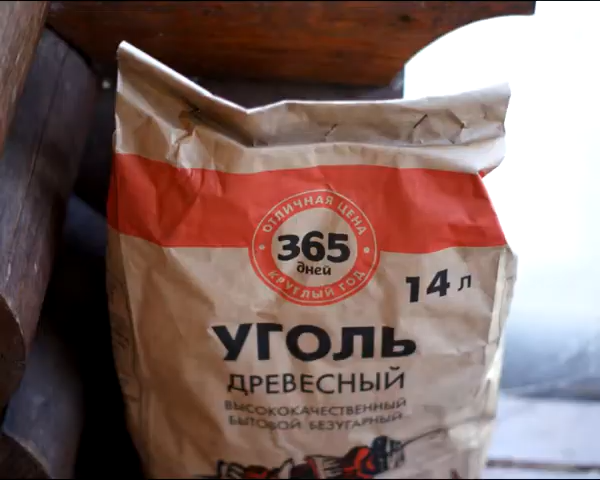 ОТЛИЧНАЯ ЦЕНА
365
дней
КРУГЛЫЙ ГОД
14 л
УГОЛЬ
ДРЕВЕСНЫЙ
ВЫСОКОКАЧЕСТВЕННЫЙ
БЫТОВОЙ БЕЗУГАРНЫЙ